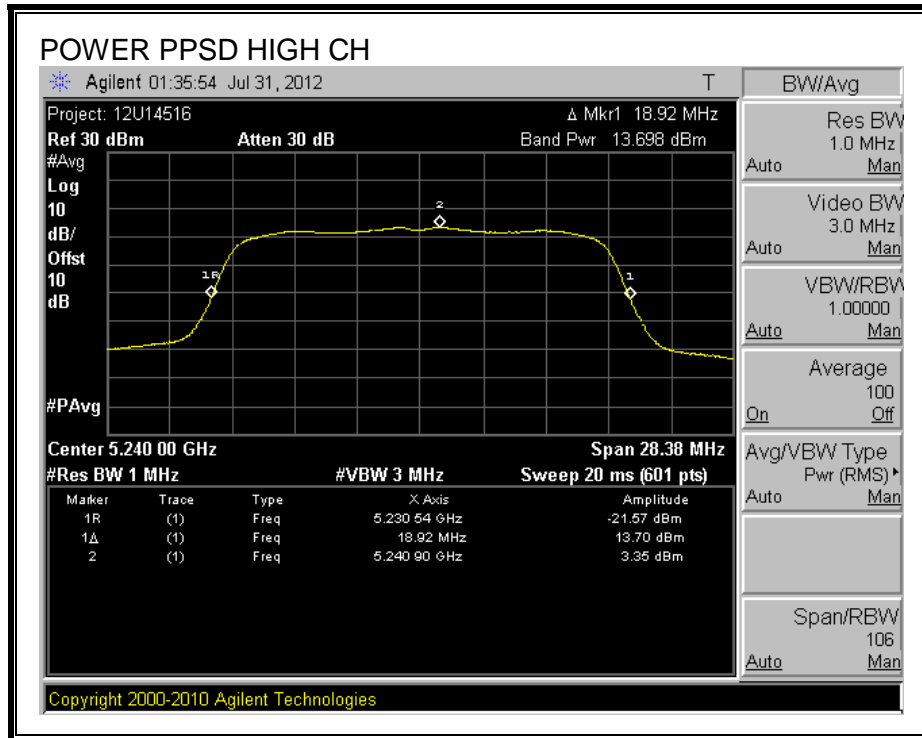 POWER PPSD HIGH CH
Agilent 01:35:54 Jul 31, 2012 T
Project: 12U14516 Δ Mkr1 18.92 MHz
Ref 30 dBm Atten 30 dB Band Pwr 13.698 dBm
#Avg
Log
10
dB/
Offst
10
dB
#PAvg
2
1R
1
Center 5.240 00 GHz Span 28.38 MHz
#Res BW 1 MHz #VBW 3 MHz Sweep 20 ms (601 pts)
Marker Trace Type X Axis Amplitude
1R (1) Freq 5.230 54 GHz -21.57 dBm
1Δ (1) Freq 18.92 MHz 13.70 dBm
2 (1) Freq 5.240 90 GHz 3.35 dBm
Copyright 2000-2010 Agilent Technologies
BW/Avg
Res BW
1.0 MHz
Auto Man
Video BW
3.0 MHz
Auto Man
VBW/RBW
1.00000
Auto Man
Average
100
On Off
Avg/VBW Type
Pwr (RMS)
Auto Man
Span/RBW
106
Auto Man